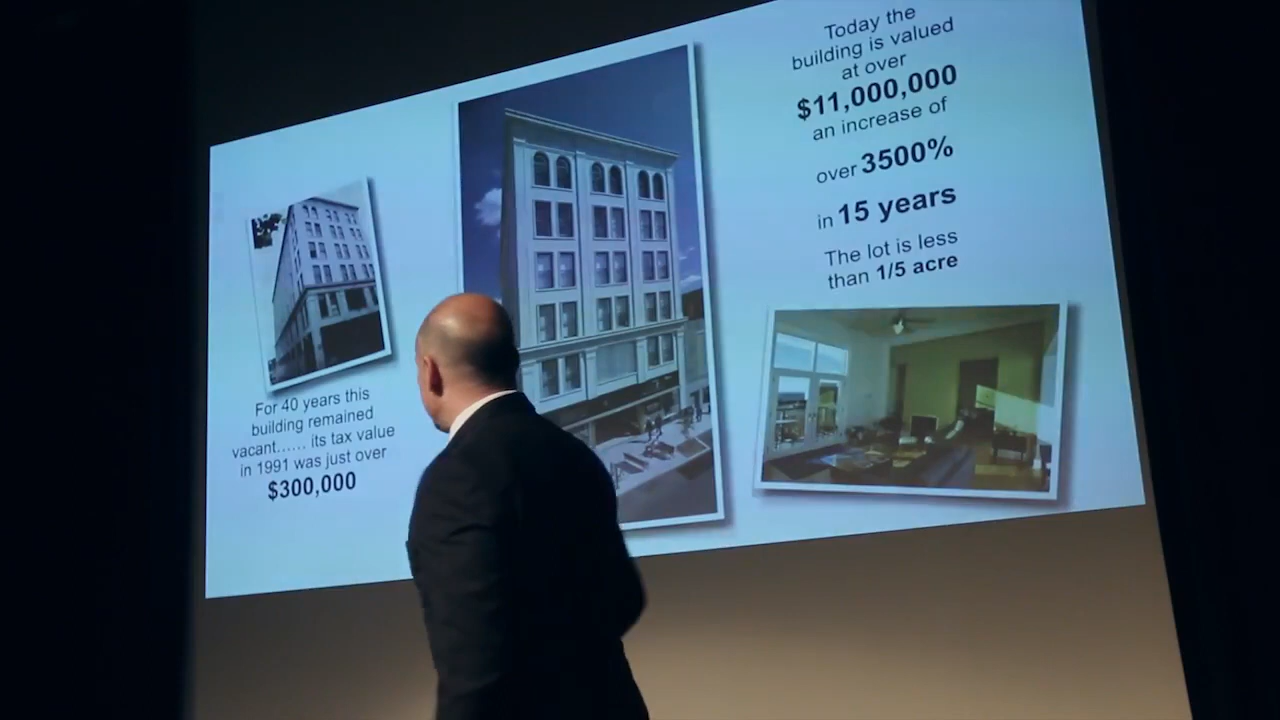 For 40 years this
building remained
vacant...... its tax value
in 1991 was just over
$300,000
Today the
building is valued
at over
$11,000,000
an increase of
over 3500%
in 15 years
The lot is less
than 1/5 acre